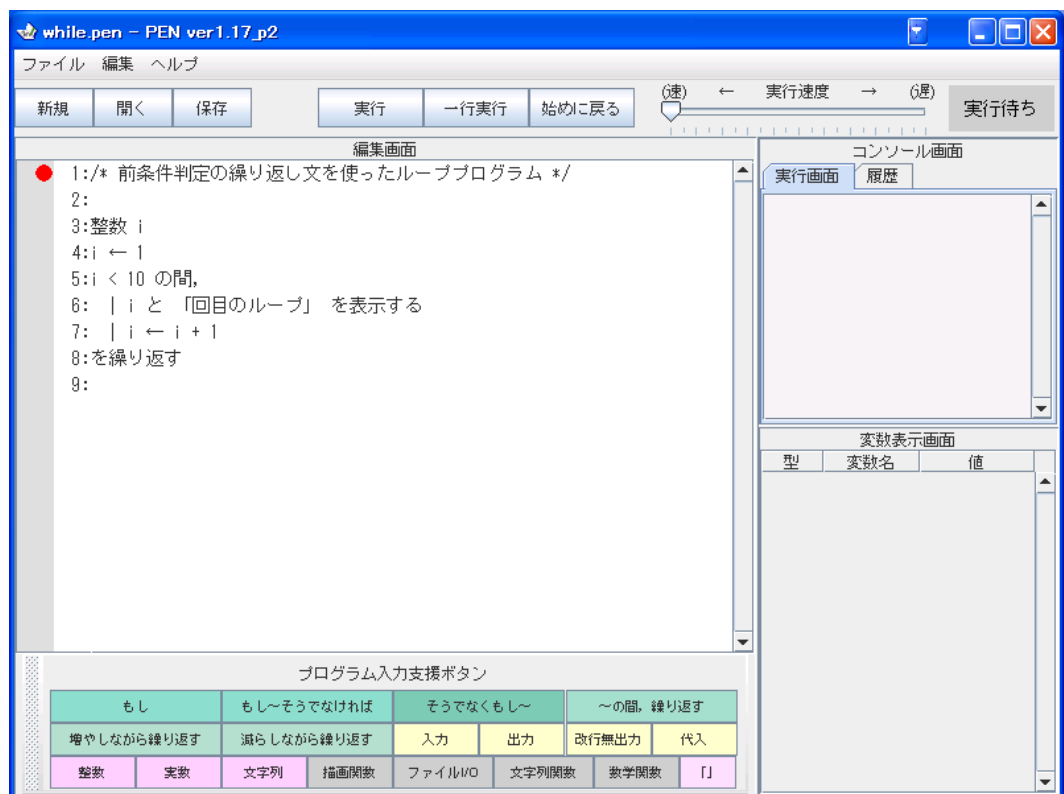 while.pen - PEN ver1.17_p2
ファイル 編集 ヘルプ
新規 開く 保存 実行 一行実行 始めに戻る (速) ← 実行速度 → (遅) 実行待ち
編集画面
1:/* 前条件判定の繰り返し文を使ったループプログラム */
2:
3:整数 i
4:i ← 1
5:i < 10 の間,
6: | i と 「回目のループ」 を表示する
7: | i ← i + 1
8:を繰り返す
9:
コンソール画面
実行画面 履歴
変数表示画面
型 変数名 値
プログラム入力支援ボタン
もし もし~そうでなければ そうでなくもし~ ~の間, 繰り返す
増やしながら繰り返す 減らしながら繰り返す 入力 出力 改行無出力 代入
整数 実数 文字列 描画関数 ファイルI/O 文字列関数 数学関数 「」